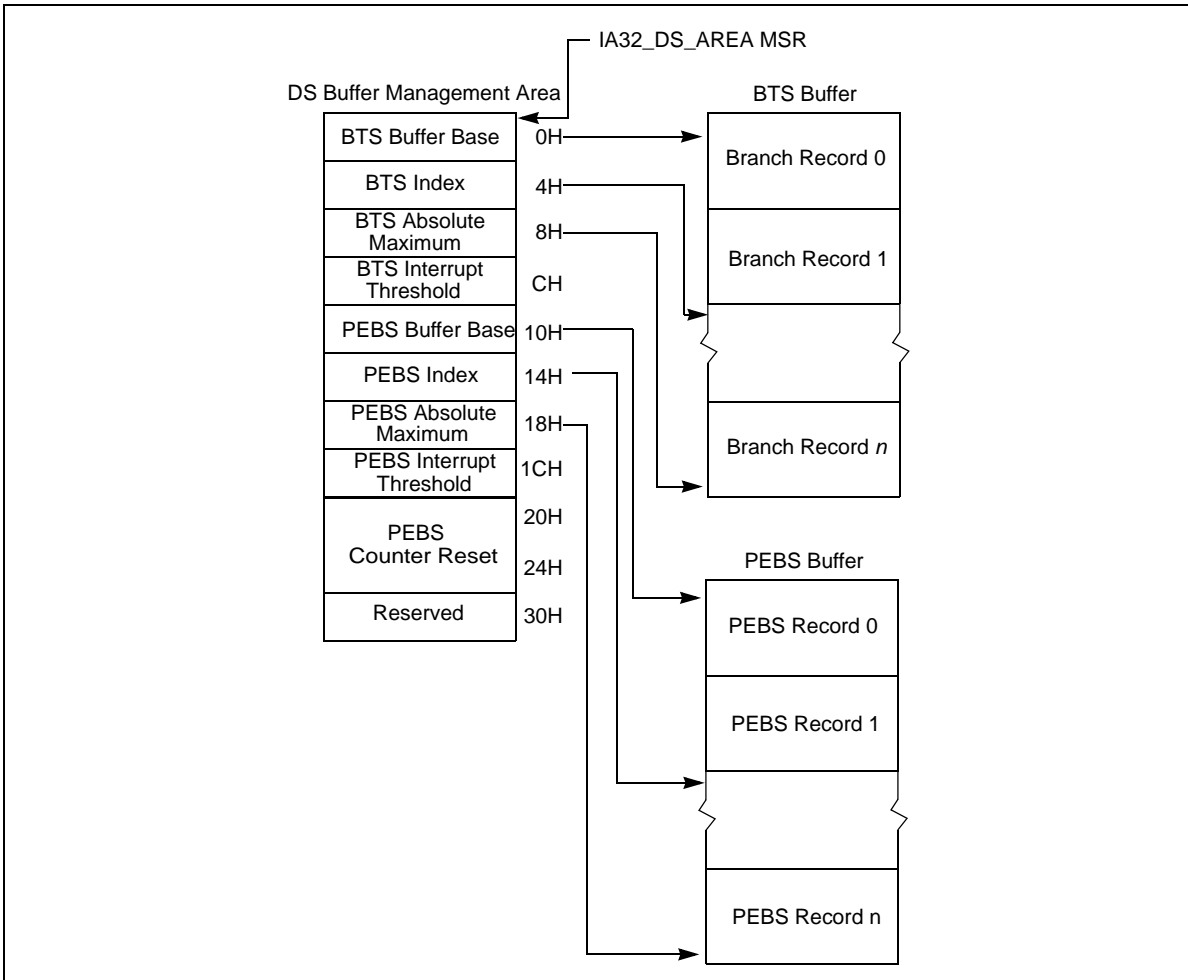 IA32_DS_AREA MSR
DS Buffer Management Area
BTS Buffer Base 0H
BTS Index 4H
BTS Absolute
Maximum 8H
BTS Interrupt
Threshold CH
PEBS Buffer Base 10H
PEBS Index 14H
PEBS Absolute
Maximum 18H
PEBS Interrupt
Threshold 1CH
20H
PEBS
Counter Reset
24H
Reserved 30H
BTS Buffer
Branch Record 0
Branch Record 1
Branch Record n
PEBS Buffer
PEBS Record 0
PEBS Record 1
PEBS Record n